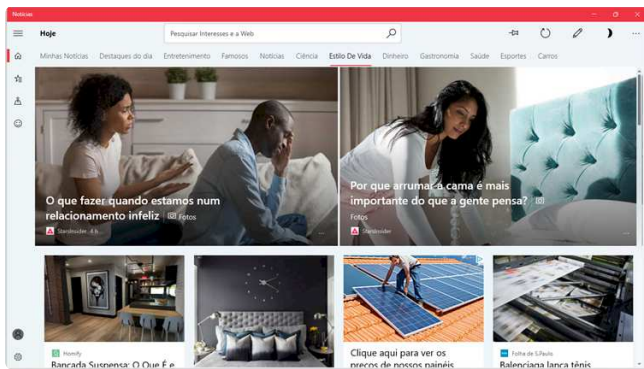 Notícias
Hoje
Pesquisar Interesses e a Web
Minhas Notícias Destaques do dia Entretenimento Famosos Notícias Ciência Estilo De Vida Dinheiro Gastronomia Saúde Esportes Carros
O que fazer quando estamos num
relacionamento infeliz Fotos
StarsInsider, 4 h
Por que arrumar a cama é mais
importante do que a gente pensa?
Fotos
StarsInsider
Homify
Bancada Suspensa: O Que É e
Clique aqui para ver os
preços de nossos painéis
Folha de S.Paulo
Balenciaga lança tênis